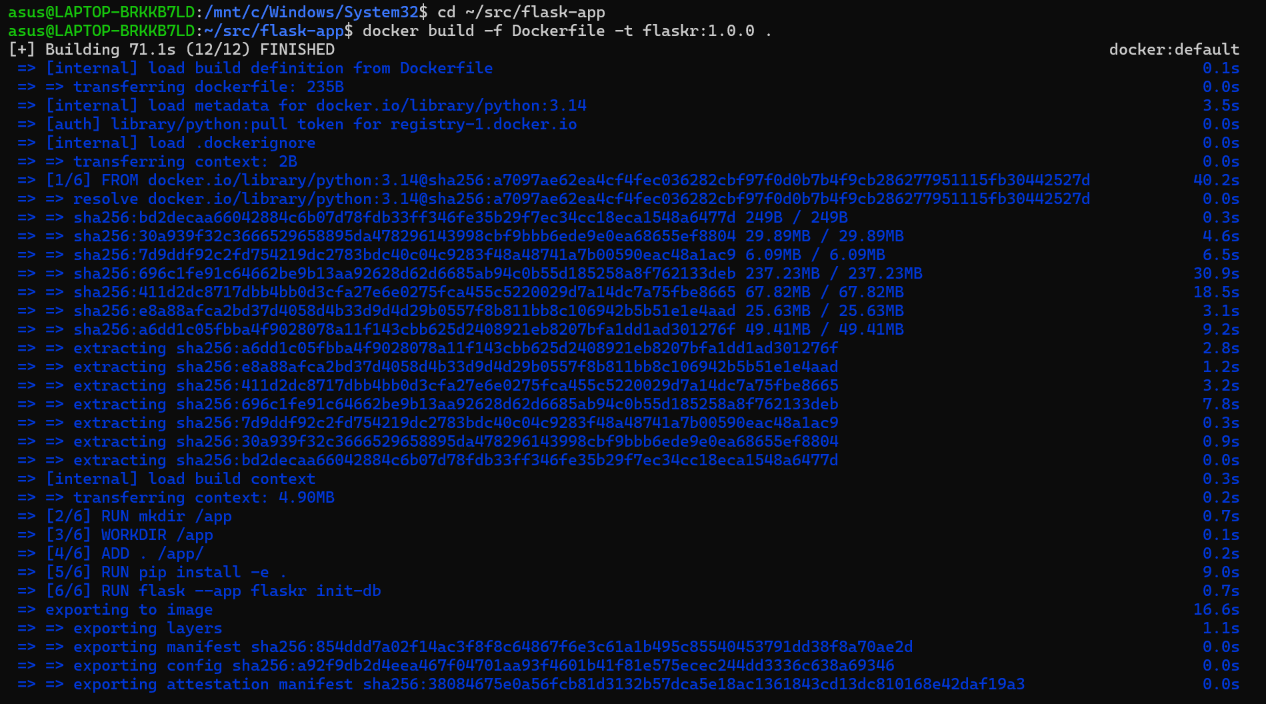 asus@LAPTOP-BRKKB7LD:/mnt/c/Windows/System32$ cd ~/src/flask-app
asus@LAPTOP-BRKKB7LD:~/src/flask-app$ docker build -f Dockerfile -t flaskr:1.0.0 .
[+] Building 71.1s (12/12) FINISHED docker:default
=> [internal] load build definition from Dockerfile 0.1s
=> => transferring dockerfile: 235B 0.0s
=> [internal] load metadata for docker.io/library/python:3.14 3.5s
=> [auth] library/python:pull token for registry-1.docker.io 0.0s
=> [internal] load .dockerignore 0.0s
=> => transferring context: 2B 0.0s
=> [1/6] FROM docker.io/library/python:3.14@sha256:a7097ae62ea4cf4fec036282cbf97f0d0b7b4f9cb286277951115fb30442527d 40.2s
=> => resolve docker.io/library/python:3.14@sha256:a7097ae62ea4cf4fec036282cbf97f0d0b7b4f9cb286277951115fb30442527d 0.0s
=> => sha256:bd2decaa66042884c6b07d78fdb33ff346fe35b29f7ec34cc18eca1548a6477d 249B / 249B 0.3s
=> => sha256:30a939f32c3666529658895da478296143998cbf9bbb6ede9e0ea68655ef8804 29.89MB / 29.89MB 4.6s
=> => sha256:7d9ddf92c2fd754219dc2783bdc40c04c9283f48a48741a7b00590eac48a1ac9 6.09MB / 6.09MB 6.5s
=> => sha256:696c1fe91c64662be9b13aa92628d62d6685ab94c0b55d185258a8f762133deb 237.23MB / 237.23MB 30.9s
=> => sha256:411d2dc8717dbb4bb0d3cfa27e6e0275fca455c5220029d7a14dc7a75fbe8665 67.82MB / 67.82MB 18.5s
=> => sha256:e8a88afca2bd37d4058d4b33d9d4d29b0557f8b811bb8c106942b5b51e1e4aad 25.63MB / 25.63MB 3.1s
=> => sha256:a6dd1c05fbba4f9028078a11f143cbb625d2408921eb8207bfa1dd1ad301276f 49.41MB / 49.41MB 9.2s
=> => extracting sha256:a6dd1c05fbba4f9028078a11f143cbb625d2408921eb8207bfa1dd1ad301276f 2.8s
=> => extracting sha256:e8a88afca2bd37d4058d4b33d9d4d29b0557f8b811bb8c106942b5b51e1e4aad 1.2s
=> => extracting sha256:411d2dc8717dbb4bb0d3cfa27e6e0275fca455c5220029d7a14dc7a75fbe8665 3.2s
=> => extracting sha256:696c1fe91c64662be9b13aa92628d62d6685ab94c0b55d185258a8f762133deb 7.8s
=> => extracting sha256:7d9ddf92c2fd754219dc2783bdc40c04c9283f48a48741a7b00590eac48a1ac9 0.3s
=> => extracting sha256:30a939f32c3666529658895da478296143998cbf9bbb6ede9e0ea68655ef8804 0.9s
=> => extracting sha256:bd2decaa66042884c6b07d78fdb33ff346fe35b29f7ec34cc18eca1548a6477d 0.0s
=> [internal] load build context 0.3s
=> => transferring context: 4.90MB 0.2s
=> [2/6] RUN mkdir /app 0.7s
=> [3/6] WORKDIR /app 0.1s
=> [4/6] ADD . /app/ 0.2s
=> [5/6] RUN pip install -e . 9.0s
=> [6/6] RUN flask --app flaskr init-db 0.7s
=> exporting to image 16.6s
=> => exporting layers 1.1s
=> => exporting manifest sha256:854ddd7a02f14ac3f8f8c64867f6e3c61a1b495c85540453791dd38f8a70ae2d 0.0s
=> => exporting config sha256:a92f9db2d4eea467f04701aa93f4601b41f81e575ecec244dd3336c638a69346 0.0s
=> => exporting attestation manifest sha256:38084675e0a56fcb81d3132b57dca5e18ac1361843cd13dc810168e42daf19a3 0.0s